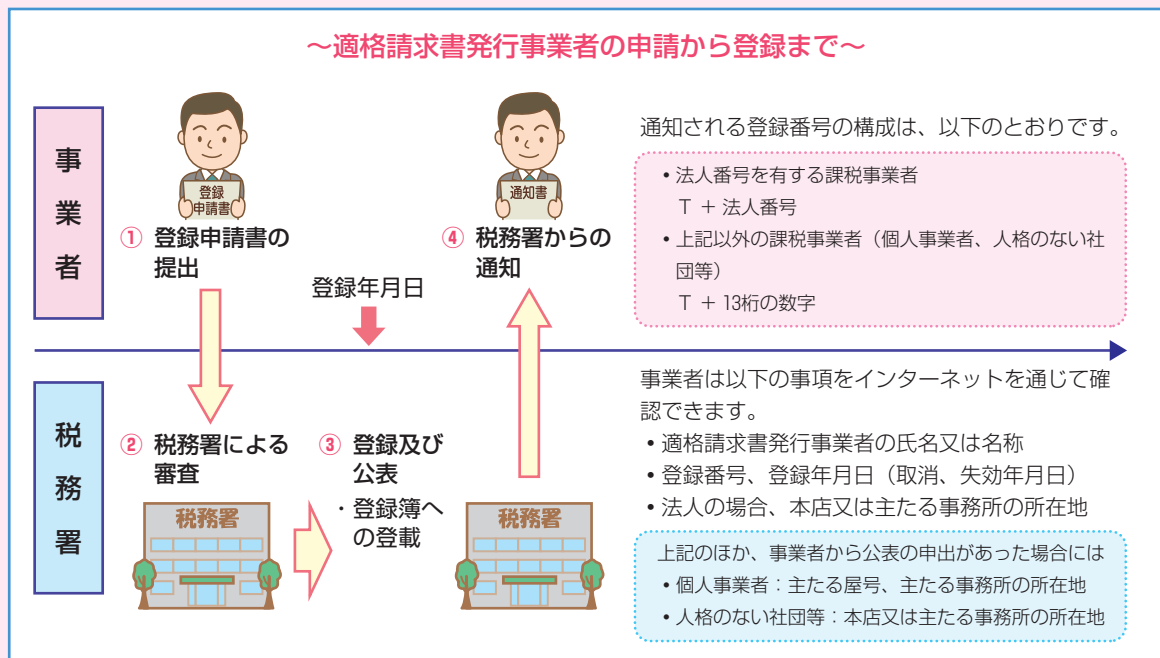 ～適格請求書発行事業者の申請から登録まで～
事業者
登録
申請書
① 登録申請書の
提出
登録年月日
通知書
④ 税務署からの
通知
通知される登録番号の構成は、以下のとおりです。
• 法人番号を有する課税事業者
T + 法人番号
• 上記以外の課税事業者（個人事業者、人格のない社
団等）
T + 13桁の数字
税務署
② 税務署による
審査
税務署
③ 登録及び
公表
・登録簿へ
の登載
税務署
事業者は以下の事項をインターネットを通じて確
認できます。
• 適格請求書発行事業者の氏名又は名称
• 登録番号、登録年月日（取消、失効年月日）
• 法人の場合、本店又は主たる事務所の所在地
上記のほか、事業者から公表の申出があった場合には
• 個人事業者：主たる屋号、主たる事務所の所在地
• 人格のない社団等：本店又は主たる事務所の所在地